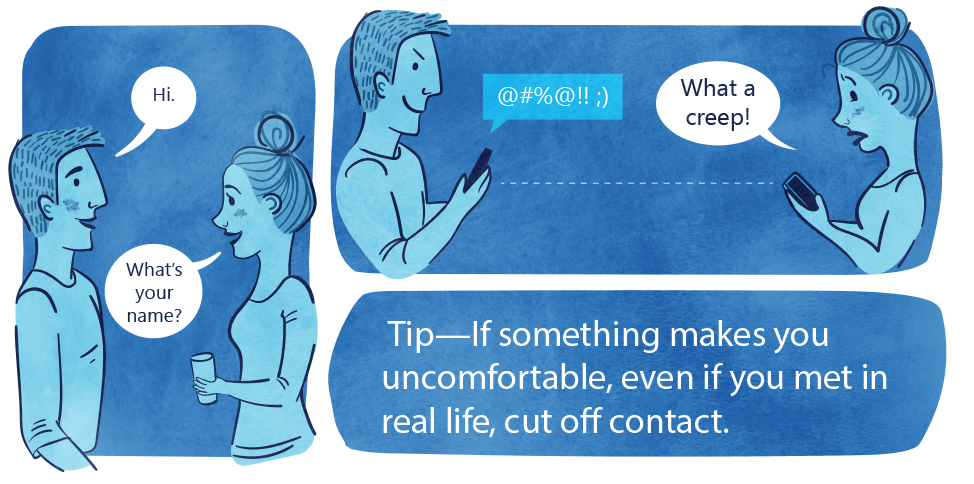 Hi.
What's
your
name?
@#%@!! ;)
What a
creep!
Tip—If something makes you
uncomfortable, even if you met in
real life, cut off contact.